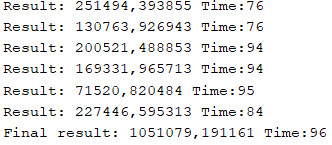 Result: 251494,393855 Time:76
Result: 130763,926943 Time:76
Result: 200521,488853 Time:94
Result: 169331,965713 Time:94
Result: 71520,820484 Time:95
Result: 227446,595313 Time:84
Final result: 1051079,191161 Time:96